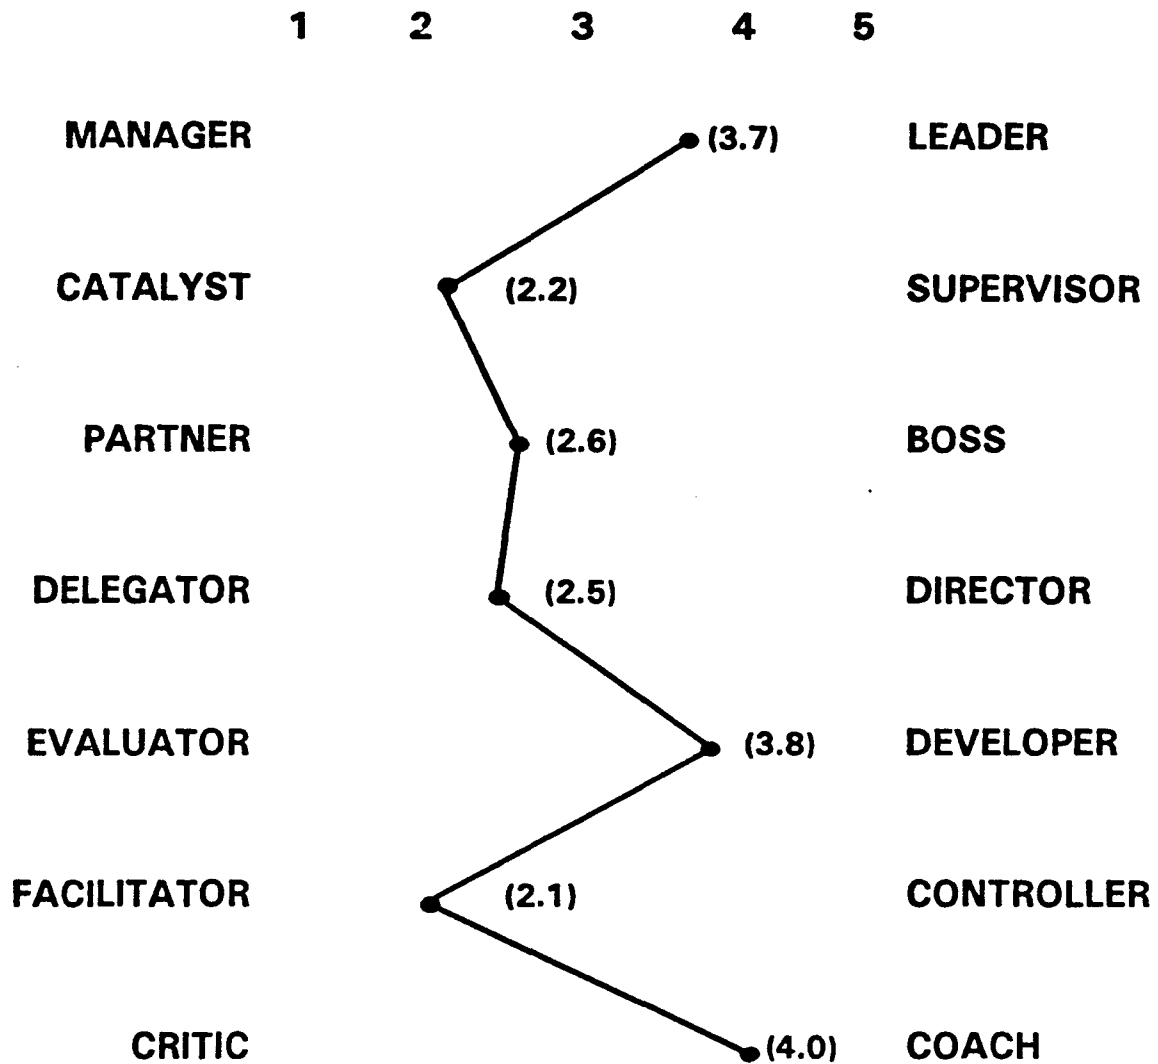 1 2 3 4 5
MANAGER (3.7) LEADER
CATALYST (2.2) SUPERVISOR
PARTNER (2.6) BOSS
DELEGATOR (2.5) DIRECTOR
EVALUATOR (3.8) DEVELOPER
FACILITATOR (2.1) CONTROLLER
CRITIC (4.0) COACH